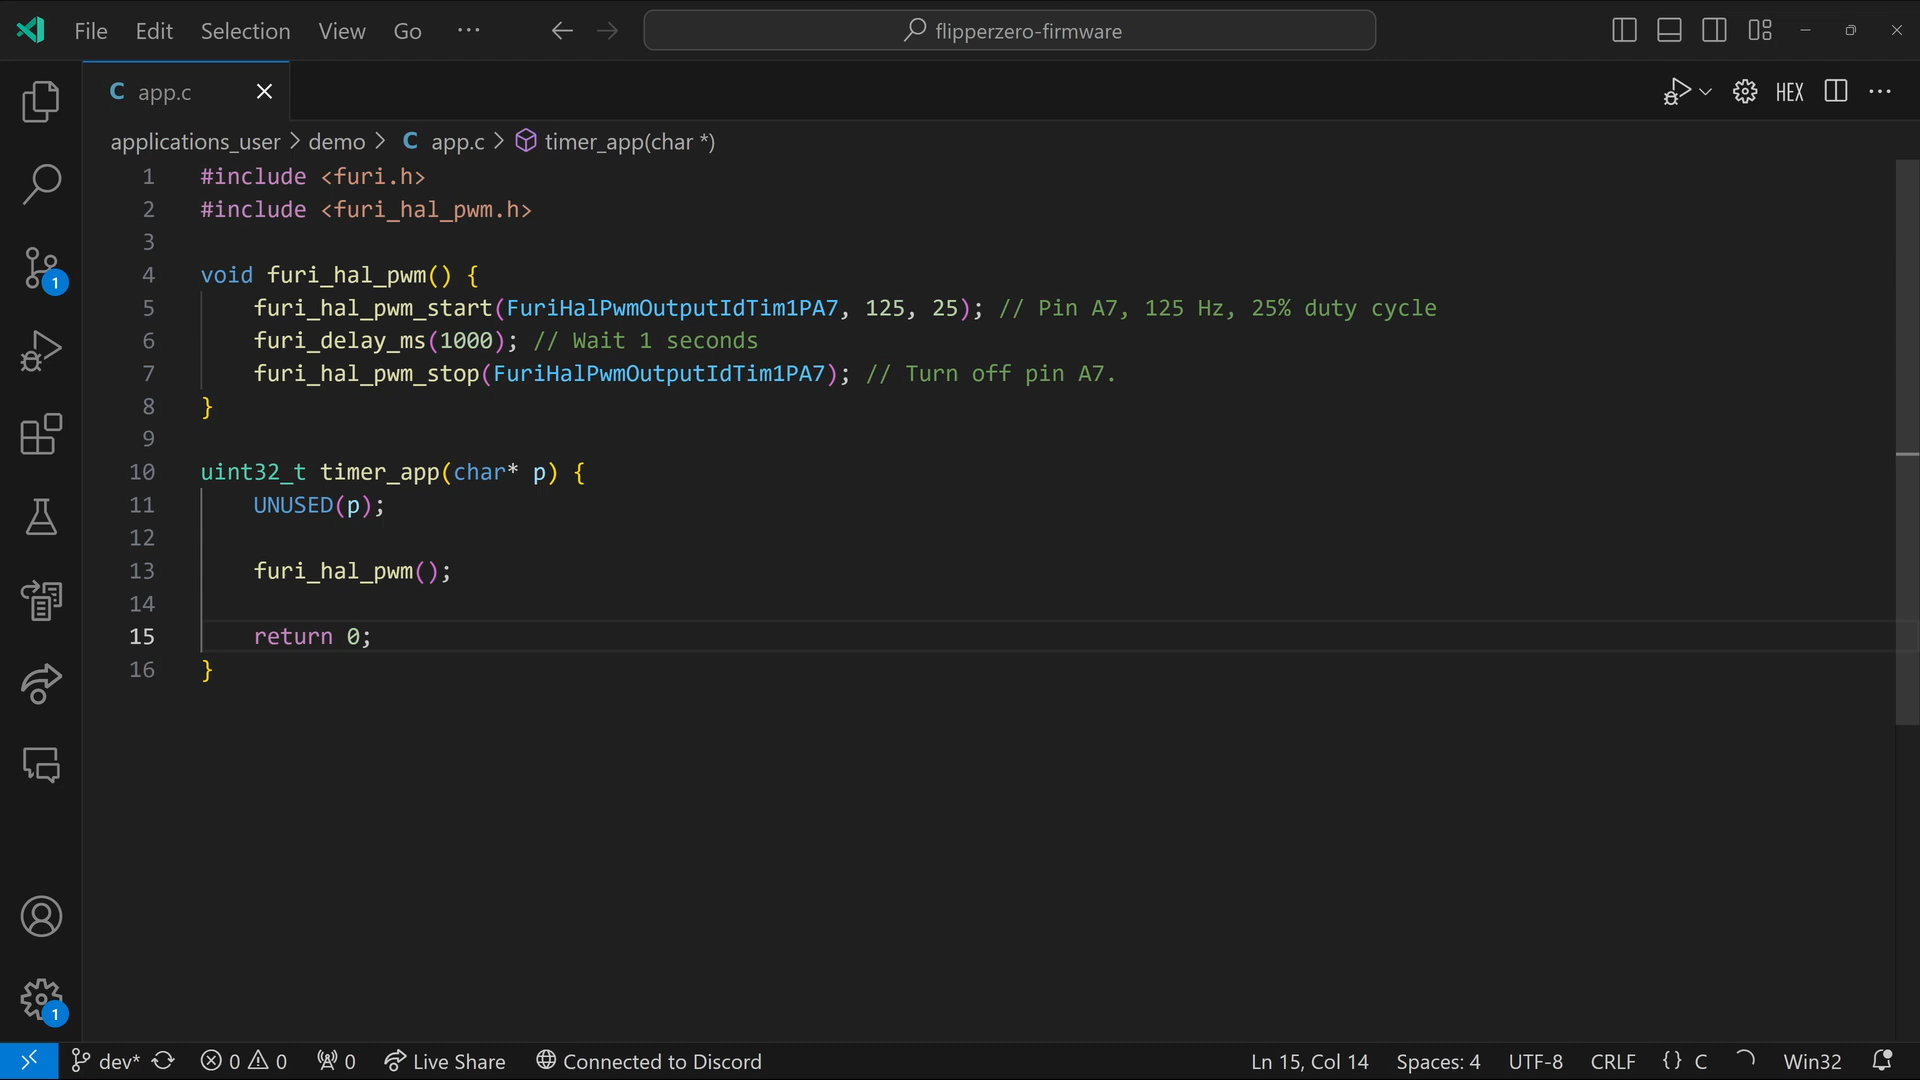 File Edit Selection View Go ··· flipperzero-firmware
C app.c HEX
applications_user > demo > C app.c > timer_app(char *)
1 #include <furi.h>
2 #include <furi_hal_pwm.h>
3
4 void furi_hal_pwm() {
5 furi_hal_pwm_start(FuriHalPwmOutputIdTim1PA7, 125, 25); // Pin A7, 125 Hz, 25% duty cycle
6 furi_delay_ms(1000); // Wait 1 seconds
7 furi_hal_pwm_stop(FuriHalPwmOutputIdTim1PA7); // Turn off pin A7.
8 }
9
10 uint32_t timer_app(char* p) {
11 UNUSED(p);
12
13 furi_hal_pwm();
14
15 return 0;
16 }
1
1
dev* 0 0 0 Live Share Connected to Discord Ln 15, Col 14 Spaces: 4 UTF-8 CRLF {} C Win32